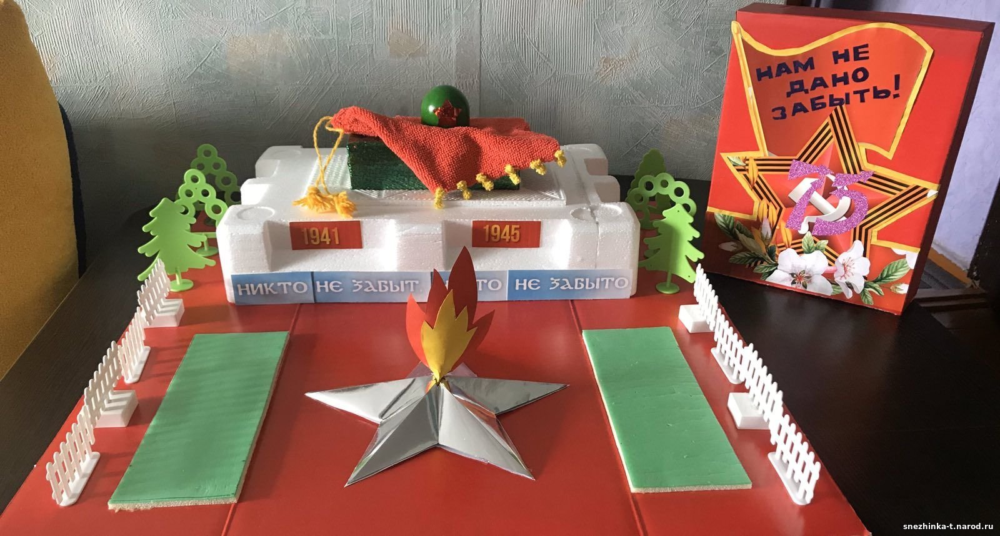 НАМ НЕ
ДАНО
ЗАБЫТЬ!
75
1941
1945
НИКТО НЕ ЗАБЫТ, НЕ ЗАБЫТО
snezhinka-t.narod.ru